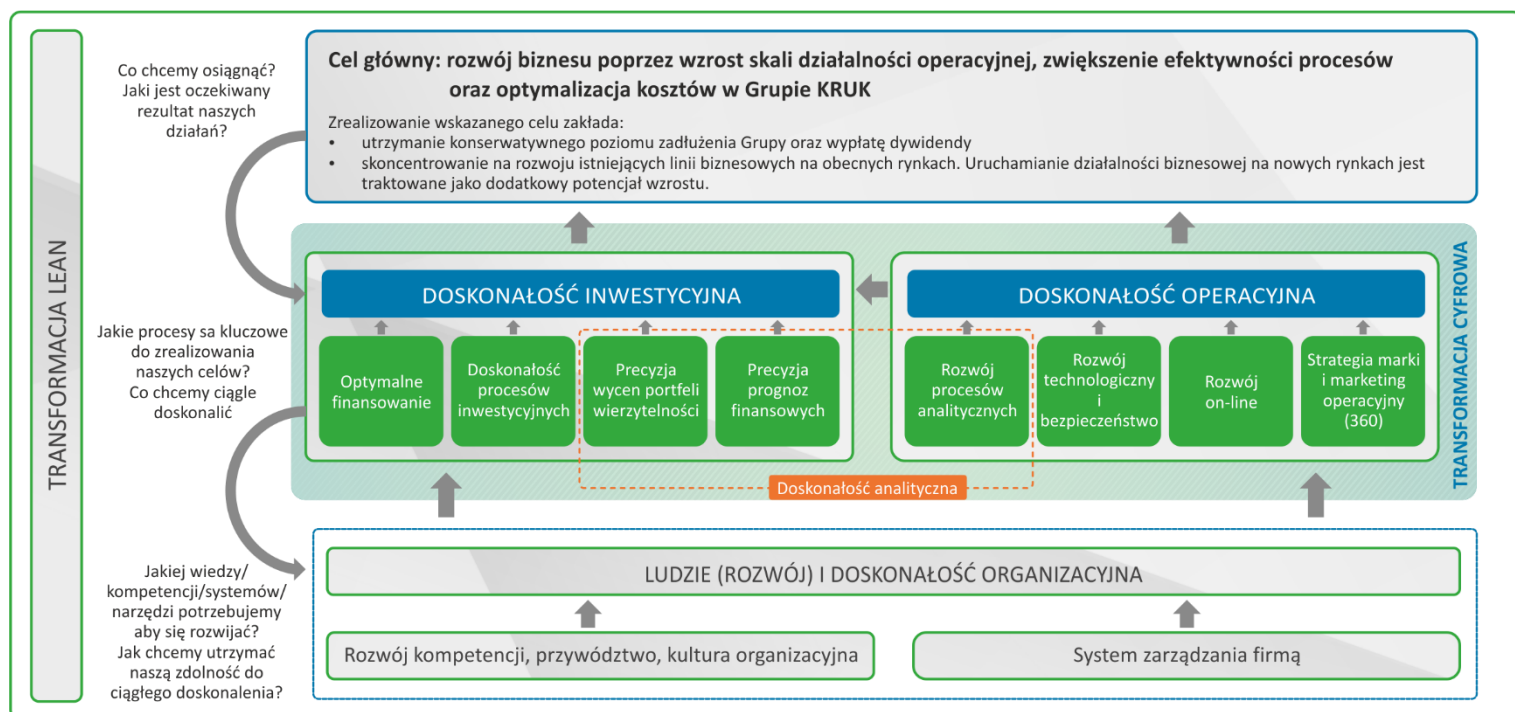 TRANSFORMACJA LEAN
Co chcemy osiągnąć?
Jaki jest oczekiwany
rezultat naszych
działań?
Cel główny: rozwój biznesu poprzez wzrost skali działalności operacyjnej, zwiększenie efektywności procesów
oraz optymalizacja kosztów w Grupie KRUK
Zrealizowanie wskazanego celu zakłada:
• utrzymanie konserwatywnego poziomu zadłużenia Grupy oraz wypłatę dywidendy
• skoncentrowanie na rozwoju istniejących linii biznesowych na obecnych rynkach. Uruchamianie działalności biznesowej na nowych rynkach jest
traktowane jako dodatkowy potencjał wzrostu.
Jakie procesy sa kluczowe
do zrealizowania
naszych celów?
Co chcemy ciągle
doskonalić
DOSKONAŁOŚĆ INWESTYCYJNA
Optymalne
finansowanie
Doskonałość
procesów
inwestycyjnych
Precyzja
wycen portfeli
wierzytelności
Precyzja
prognoz
finansowych
DOSKONAŁOŚĆ OPERACYJNA
Rozwój
procesów
analitycznych
Rozwój
technologiczny
i
bezpieczeństwo
Rozwój
on-line
Strategia marki
i marketing
operacyjny
(360)
TRANSFORMACJA CYFROWA
Doskonałość analityczna
Jakiej wiedzy/
kompetencji/systemów/
narzędzi potrzebujemy
aby się rozwijać?
Jak chcemy utrzymać
naszą zdolność do
ciągłego doskonalenia?
LUDZIE (ROZWÓJ) I DOSKONAŁOŚĆ ORGANIZACYJNA
Rozwój kompetencji, przywództwo, kultura organizacyjna
System zarządzania firmą